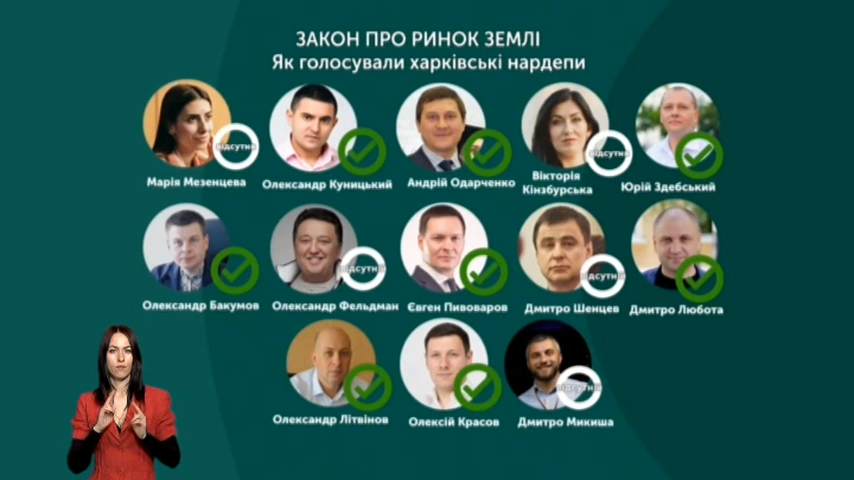 ЗАКОН ПРО РИНОК ЗЕМЛІ
Як голосували харківські нардепи
відсутня
відсутня
Марія Мезенцева
Олександр Куницький
Андрій Одарченко
Вікторія
Кінзбурська
Юрій Здебський
відсутній
відсутній
Олександр Бакумов
Олександр Фельдман
Євген Пивоваров
Дмитро Шенцев
Дмитро Любота
відсутній
Олександр Літвінов
Олексій Красов
Дмитро Микиша